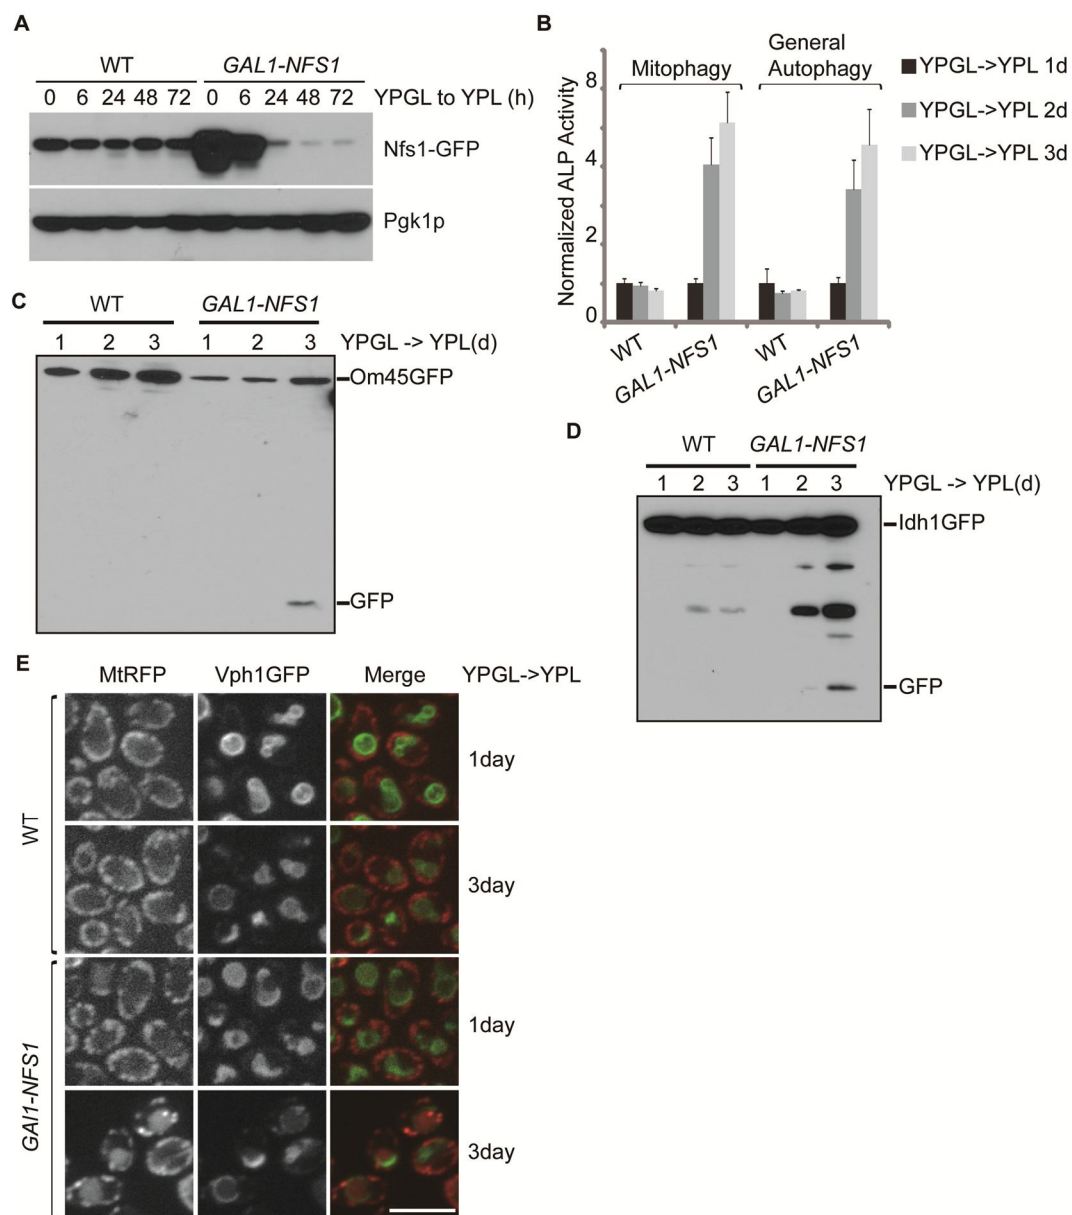 A
WT GAL1-NFS1
0 6 24 48 72 0 6 24 48 72 YPGL to YPL (h)
Nfs1-GFP
Pgk1p
B
Normalized ALP Activity
8
4
2
0
Mitophagy
General
Autophagy
YPGL->YPL 1d
YPGL->YPL 2d
YPGL->YPL 3d
WT
GAL1-NFS1
WT
GAL1-NFS1
C
WT GAL1-NFS1
1 2 3 1 2 3 YPGL -> YPL(d)
Om45GFP
GFP
D
WT GAL1-NFS1
1 2 3 1 2 3 YPGL -> YPL(d)
Idh1GFP
GFP
E
MtRFP Vph1GFP Merge YPGL->YPL
WT
1day
3day
GAl1-NFS1
1day
3day